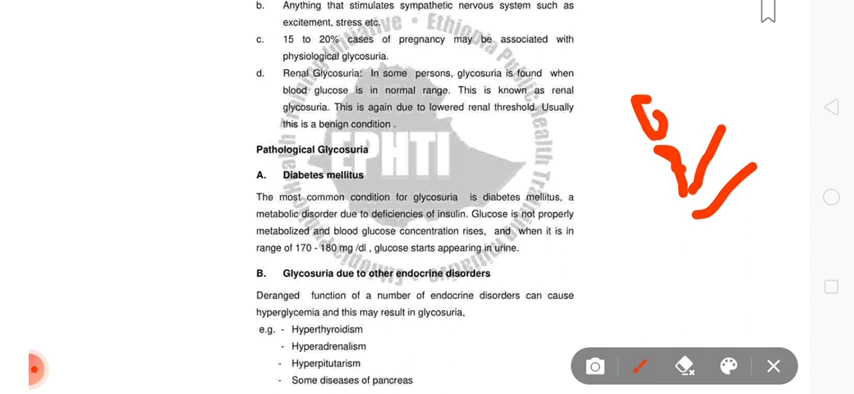 b. Anything that stimulates sympathetic nervous system such as
excitement, stress etc.
c. 15 to 20% cases of pregnancy may be associated with
physiological glycosuria.
d. Renal Glycosuria: In some persons, glycosuria is found when
blood glucose is in normal range. This is known as renal
glycosuria. This is again due to lowered renal threshold. Usually
this is a benign condition .
Pathological Glycosuria
A. Diabetes mellitus
The most common condition for glycosuria is diabetes mellitus, a
metabolic disorder due to deficiencies of insulin. Glucose is not properly
metabolized and blood glucose concentration rises, and when it is in
range of 170 - 180 mg /dl , glucose starts appearing in urine.
B. Glycosuria due to other endocrine disorders
Deranged function of a number of endocrine disorders can cause
hyperglycemia and this may result in glycosuria,
e.g. - Hyperthyroidism
- Hyperadrenalism
- Hyperpitutarism
- Some diseases of pancreas
EPHTI